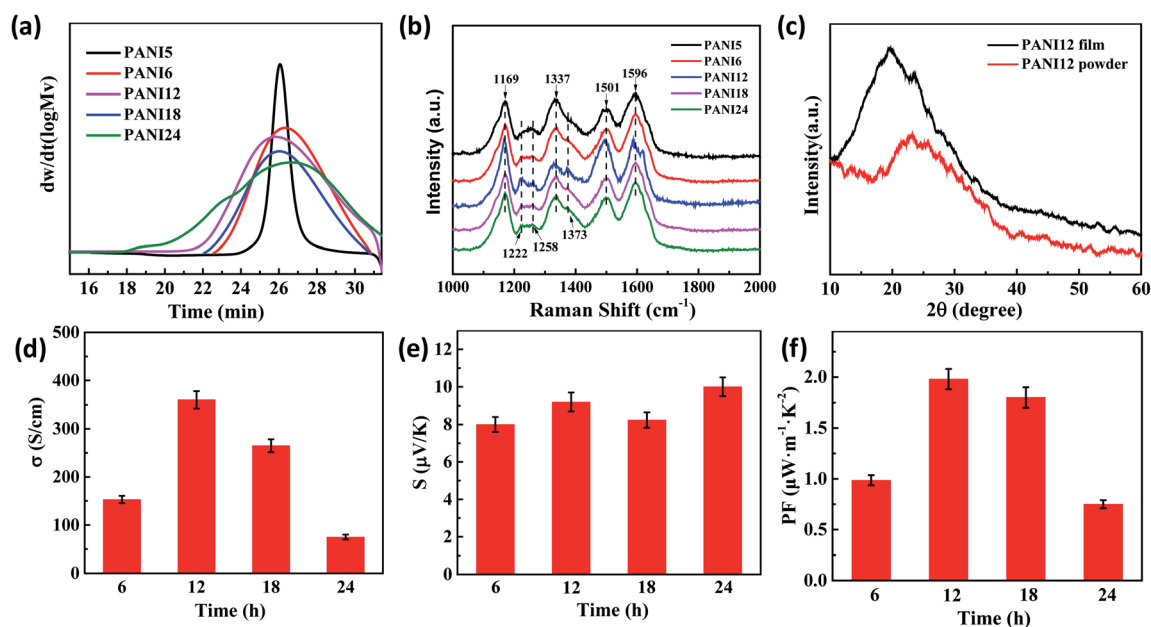 (a)
PANI5
PANI6
PANI12
PANI18
PANI24
dw/dt(logMv)
16 18 20 22 24 26 28 30
Time (min)
(b)
PANI5
PANI6
PANI12
PANI18
PANI24
1169
1337
1501
1596
1222
1258
1373
Intensity (a.u.)
1000 1200 1400 1600 1800 2000
Raman Shift (cm⁻¹)
(c)
PANI12 film
PANI12 powder
Intensity(a.u.)
10 20 30 40 50 60
2θ (degree)
(d)
500
400
300
200
100
0
σ (S/cm)
6 12 18 24
Time (h)
(e)
12
10
8
6
4
2
0
S (μV/K)
6 12 18 24
Time (h)
(f)
2.0
1.5
1.0
0.5
0.0
PF (μW·m⁻¹·K⁻²)
6 12 18 24
Time (h)